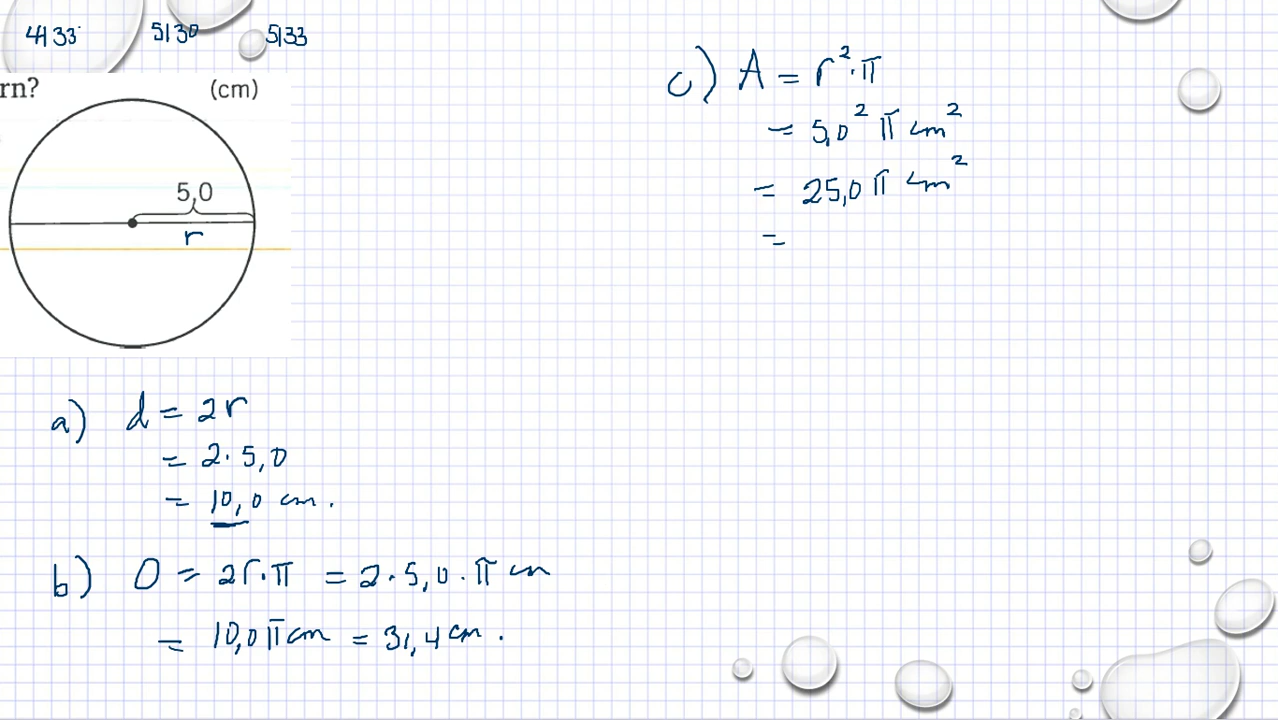 4133 5130 5133
rn? (cm)
5,0
r
a) d = 2r
= 2·5,0
= 10,0 cm.
b) O = 2r·π = 2·5,0·π cm
= 10,0π cm = 31,4 cm.
c) A = r²·π
= 5,0² π cm²
= 25,0 π cm²
=